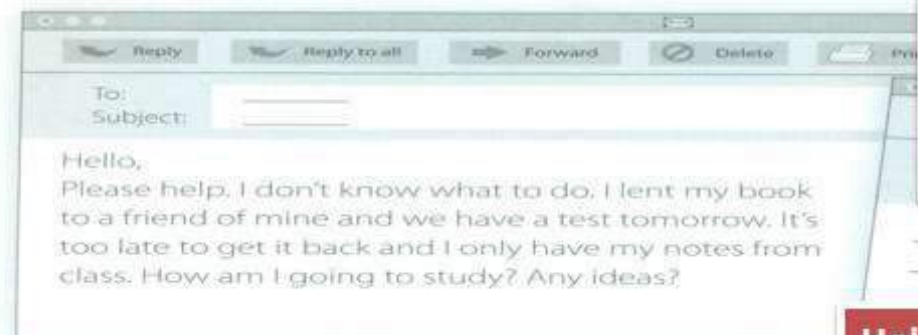 Reply Reply to all Forward Delete
To:
Subject:
Hello,
Please help. I don't know what to do. I lent my book
to a friend of mine and we have a test tomorrow. It's
too late to get it back and I only have my notes from
class. How am I going to study? Any ideas?